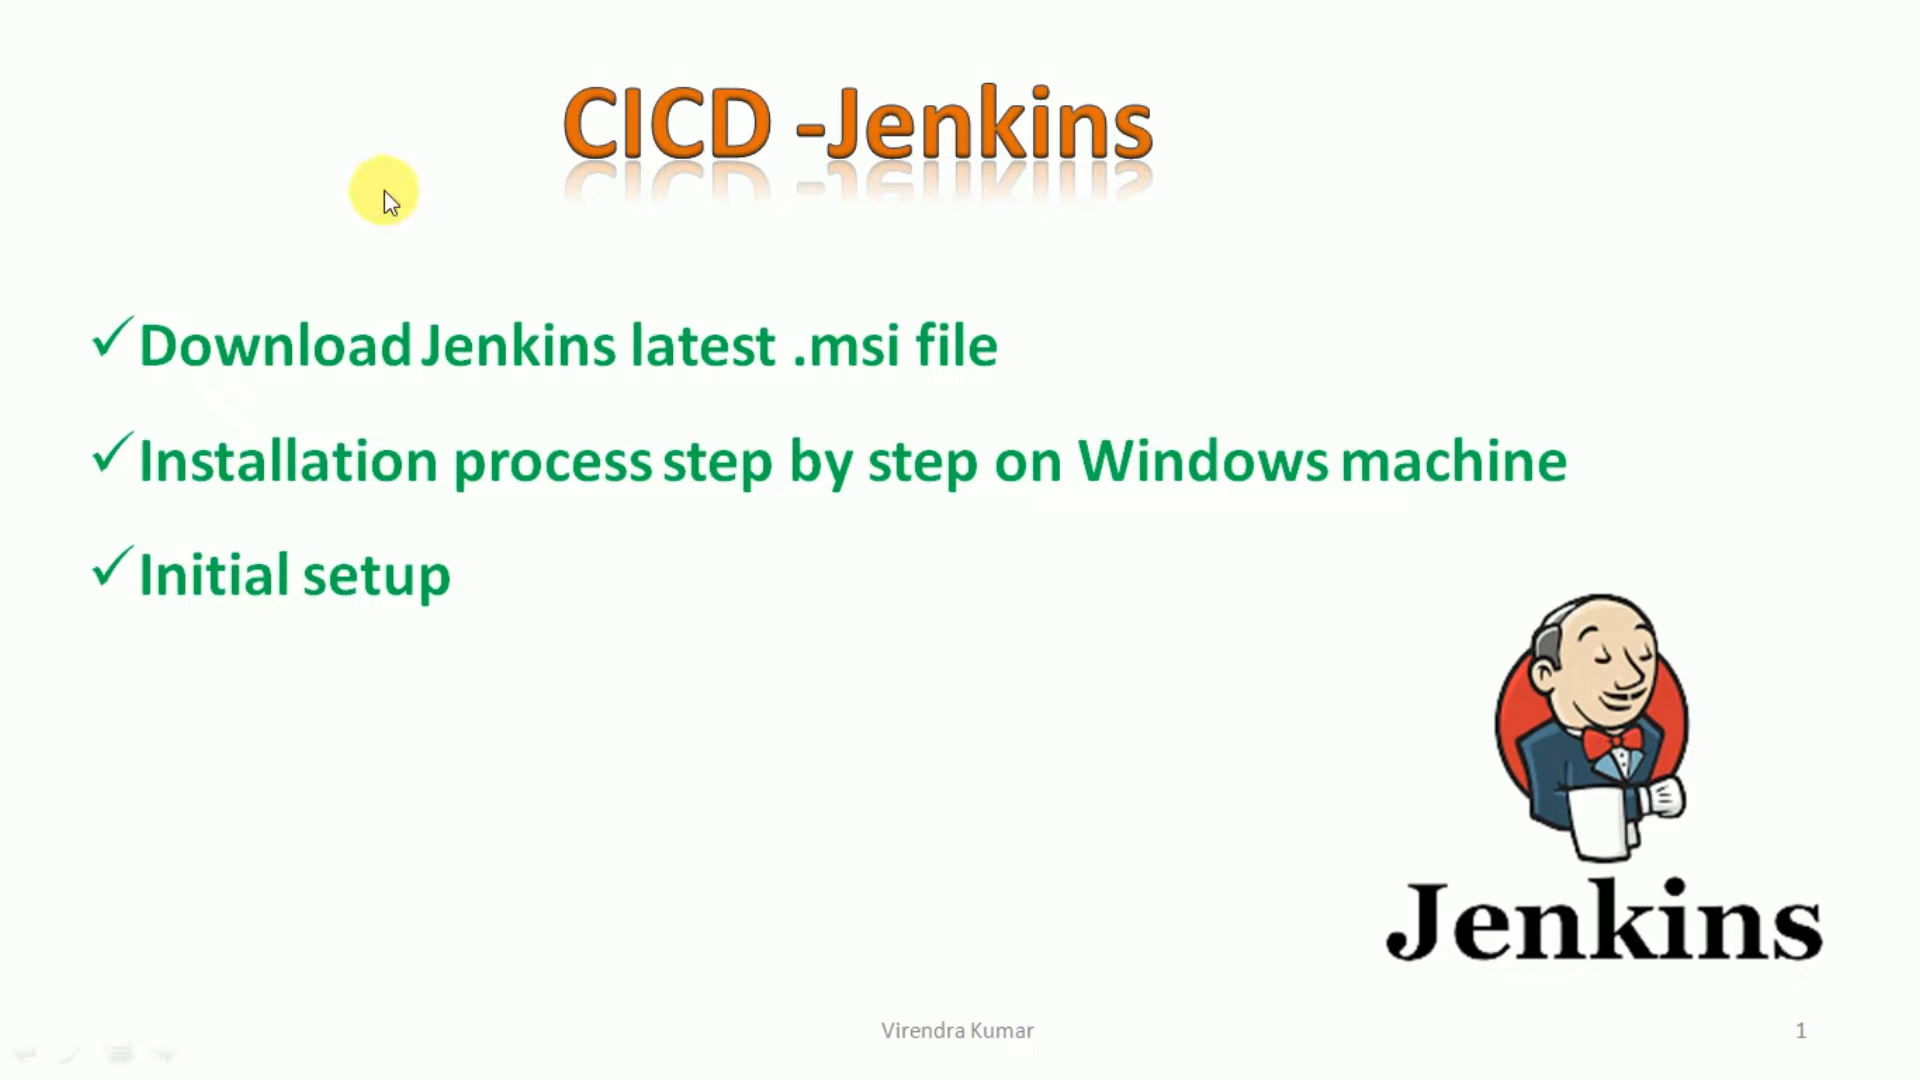 CICD -Jenkins
Download Jenkins latest .msi file
Installation process step by step on Windows machine
Initial setup
Jenkins
Virendra Kumar
1